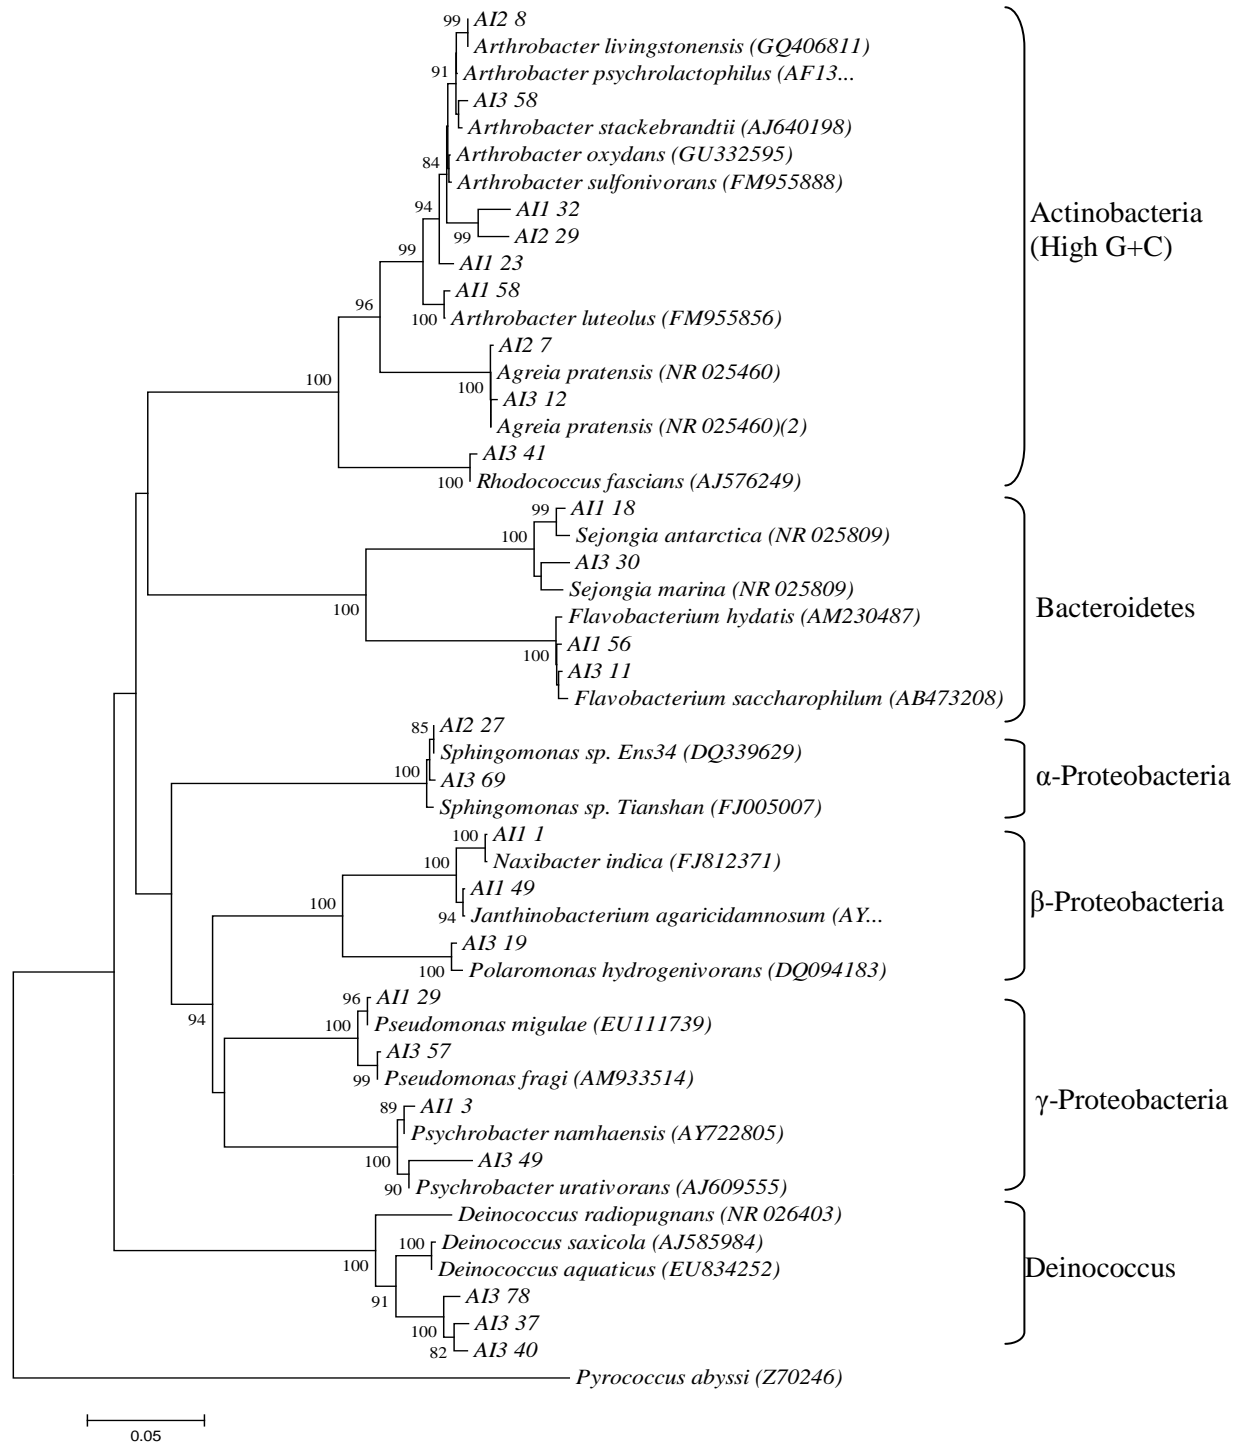 99 AI2 8
Arthrobacter livingstonensis (GQ406811)
91 Arthrobacter psychrolactophilus (AF13...
AI3 58
Arthrobacter stackebrandtii (AJ640198)
Arthrobacter oxydans (GU332595)
84
Arthrobacter sulfonivorans (FM955888)
94 AI1 32
99 AI2 29
99
AI1 23
AI1 58
96
100 Arthrobacter luteolus (FM955856)
AI2 7
Agreia pratensis (NR 025460)
100
100
AI3 12
Agreia pratensis (NR 025460)(2)
AI3 41
100 Rhodococcus fascians (AJ576249)
Actinobacteria
(High G+C)
99 AI1 18
100 Sejongia antarctica (NR 025809)
AI3 30
Sejongia marina (NR 025809)
100
Flavobacterium hydatis (AM230487)
AI1 56
100
AI3 11
Flavobacterium saccharophilum (AB473208)
Bacteroidetes
85 AI2 27
Sphingomonas sp. Ens34 (DQ339629)
100
AI3 69
Sphingomonas sp. Tianshan (FJ005007)
α-Proteobacteria
100 AI1 1
100 Naxibacter indica (FJ812371)
AI1 49
100
94 Janthinobacterium agaricidamnosum (AY...
AI3 19
100 Polaromonas hydrogenivorans (DQ094183)
β-Proteobacteria
96 AI1 29
94
100 Pseudomonas migulae (EU111739)
AI3 57
99 Pseudomonas fragi (AM933514)
89 AI1 3
Psychrobacter namhaensis (AY722805)
100 AI3 49
90 Psychrobacter urativorans (AJ609555)
γ-Proteobacteria
Deinococcus radiopugnans (NR 026403)
100 Deinococcus saxicola (AJ585984)
100
Deinococcus aquaticus (EU834252)
91 AI3 78
AI3 37
100
82 AI3 40
Deinococcus
Pyrococcus abyssi (Z70246)
0.05